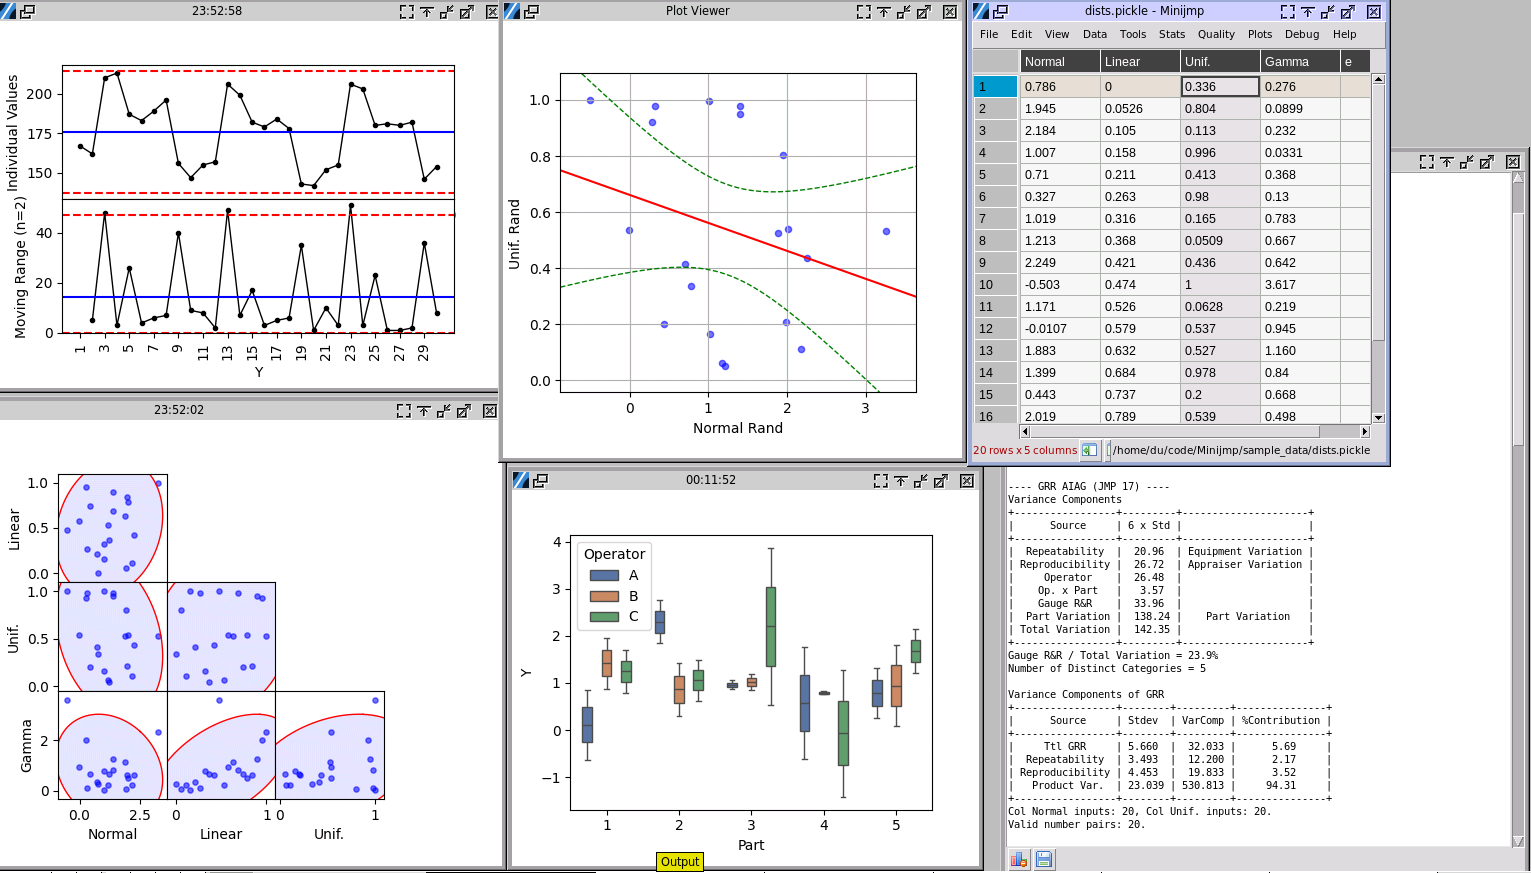 23:52:58
Individual Values
200
175
150
Moving Range (n=2)
40
20
0
1 3 5 7 9 11 13 15 17 19 21 23 25 27 29
Y
23:52:02
Linear
1.0
0.5
0.0
Unif.
1.0
0.5
0.0
Gamma
2
0
0.0 2.5 0 1 0 1
Normal Linear Unif.
Plot Viewer
Unif. Rand
1.0
0.8
0.6
0.4
0.2
0.0
0 1 2 3
Normal Rand
00:11:52
Operator
A
B
C
Y
4
3
2
1
0
−1
1 2 3 4 5
Part
Output
dists.pickle - Minijmp
File Edit View Data Tools Stats Quality Plots Debug Help
Normal Linear Unif. Gamma e
1 0.786 0 0.336 0.276
2 1.945 0.0526 0.804 0.0899
3 2.184 0.105 0.113 0.232
4 1.007 0.158 0.996 0.0331
5 0.71 0.211 0.413 0.368
6 0.327 0.263 0.98 0.13
7 1.019 0.316 0.165 0.783
8 1.213 0.368 0.0509 0.667
9 2.249 0.421 0.436 0.642
10 -0.503 0.474 1 3.617
11 1.171 0.526 0.0628 0.219
12 -0.0107 0.579 0.537 0.945
13 1.883 0.632 0.527 1.160
14 1.399 0.684 0.978 0.84
15 0.443 0.737 0.2 0.668
16 2.019 0.789 0.539 0.498
20 rows x 5 columns /home/du/code/Minijmp/sample_data/dists.pickle
---- GRR AIAG (JMP 17) ----
Variance Components
+-----------------+---------+---------------------+
| Source | 6 x Std | |
+-----------------+---------+---------------------+
| Repeatability | 20.96 | Equipment Variation |
| Reproducibility | 26.72 | Appraiser Variation |
| Operator | 26.48 | |
| Op. x Part | 3.57 | |
| Gauge R&R | 33.96 | |
| Part Variation | 138.24 | Part Variation |
| Total Variation | 142.35 | |
+-----------------+---------+---------------------+
Gauge R&R / Total Variation = 23.9%
Number of Distinct Categories = 5
Variance Components of GRR
+-----------------+--------+---------+---------------+
| Source | Stdev | VarComp | %Contribution |
+-----------------+--------+---------+---------------+
| Ttl GRR | 5.660 | 32.033 | 5.69 |
| Repeatability | 3.493 | 12.200 | 2.17 |
| Reproducibility | 4.453 | 19.833 | 3.52 |
| Product Var. | 23.039 | 530.813 | 94.31 |
+-----------------+--------+---------+---------------+
Col Normal inputs: 20, Col Unif. inputs: 20.
Valid number pairs: 20.